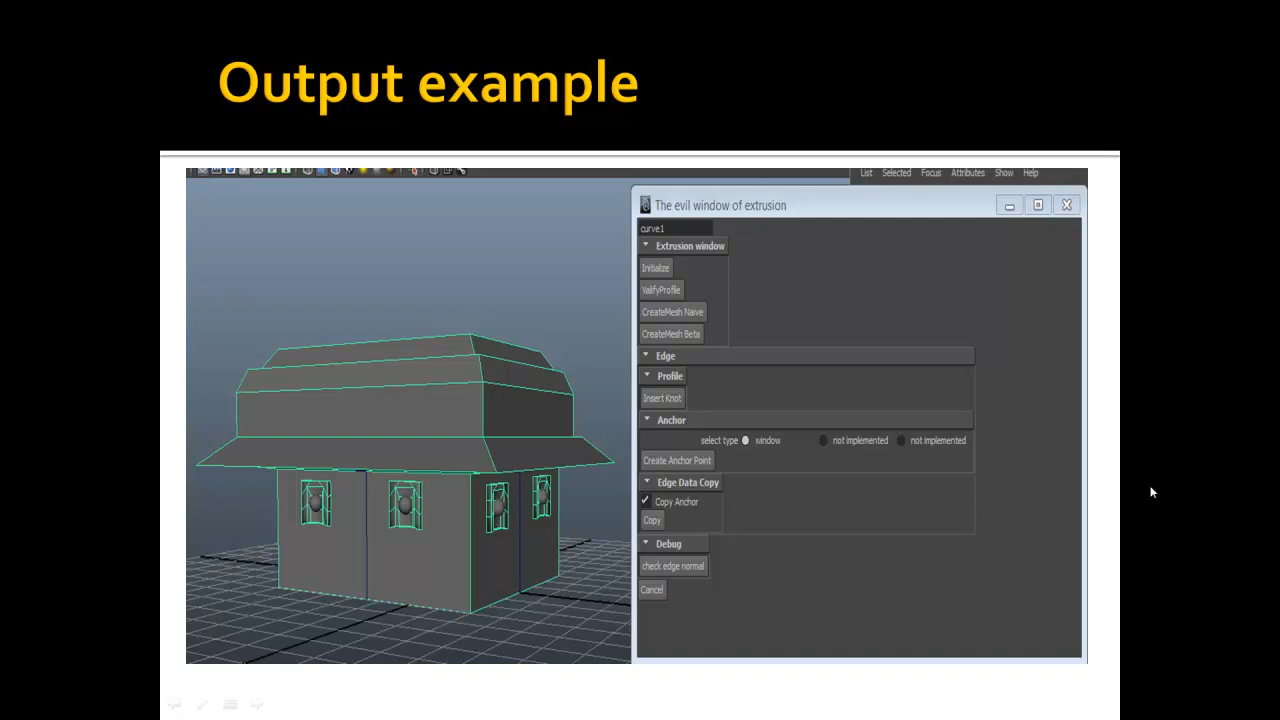 Output example
List Selected Focus Attributes Show Help
The evil window of extrusion
curve1
Extrusion window
Initialize
ValifyProfile
CreateMesh Naive
CreateMesh Beta
Edge
Profile
Insert Knot
Anchor
select type window not implemented not implemented
Create Anchor Point
Edge Data Copy
Copy Anchor
Copy
Debug
check edge normal
Cancel